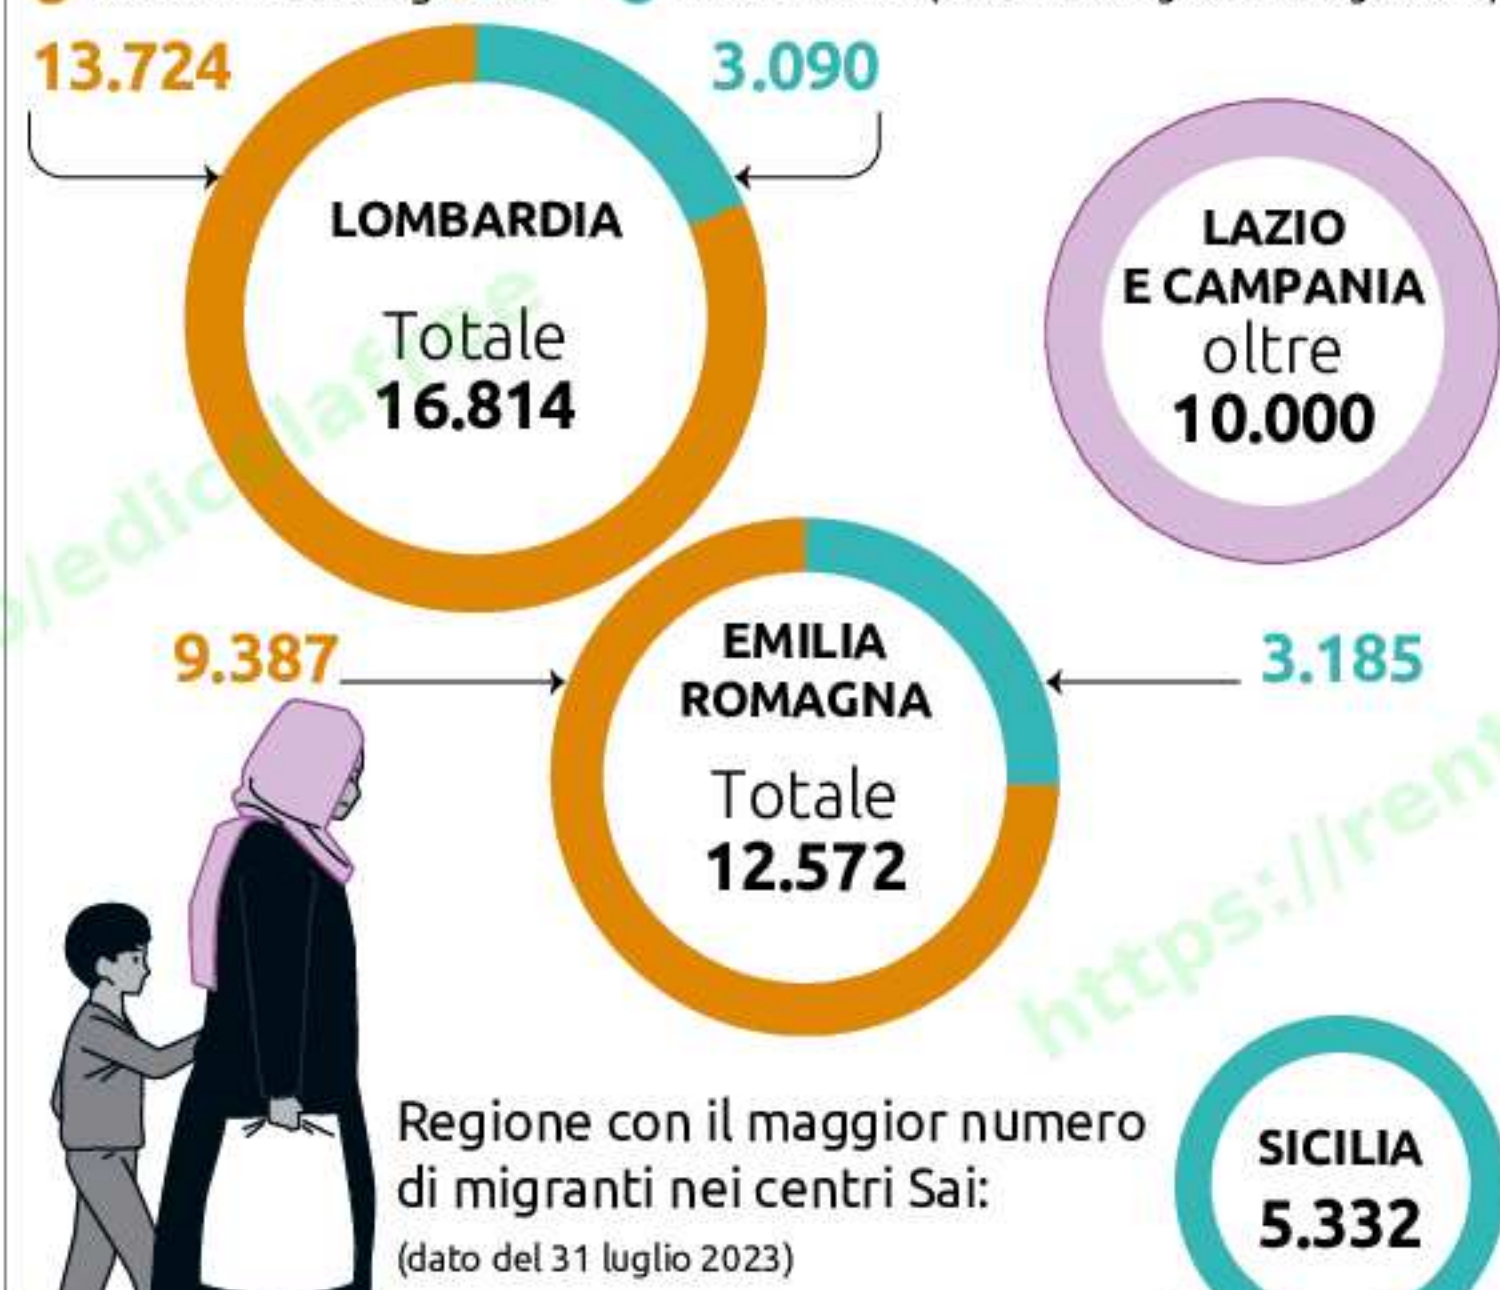 13.724
3.090
LOMBARDIA
Totale
16.814
LAZIO
E CAMPANIA
oltre
10.000
9.387
EMILIA
ROMAGNA
Totale
12.572
3.185
Regione con il maggior numero
di migranti nei centri Sai:
(dato del 31 luglio 2023)
SICILIA
5.332
https://ren